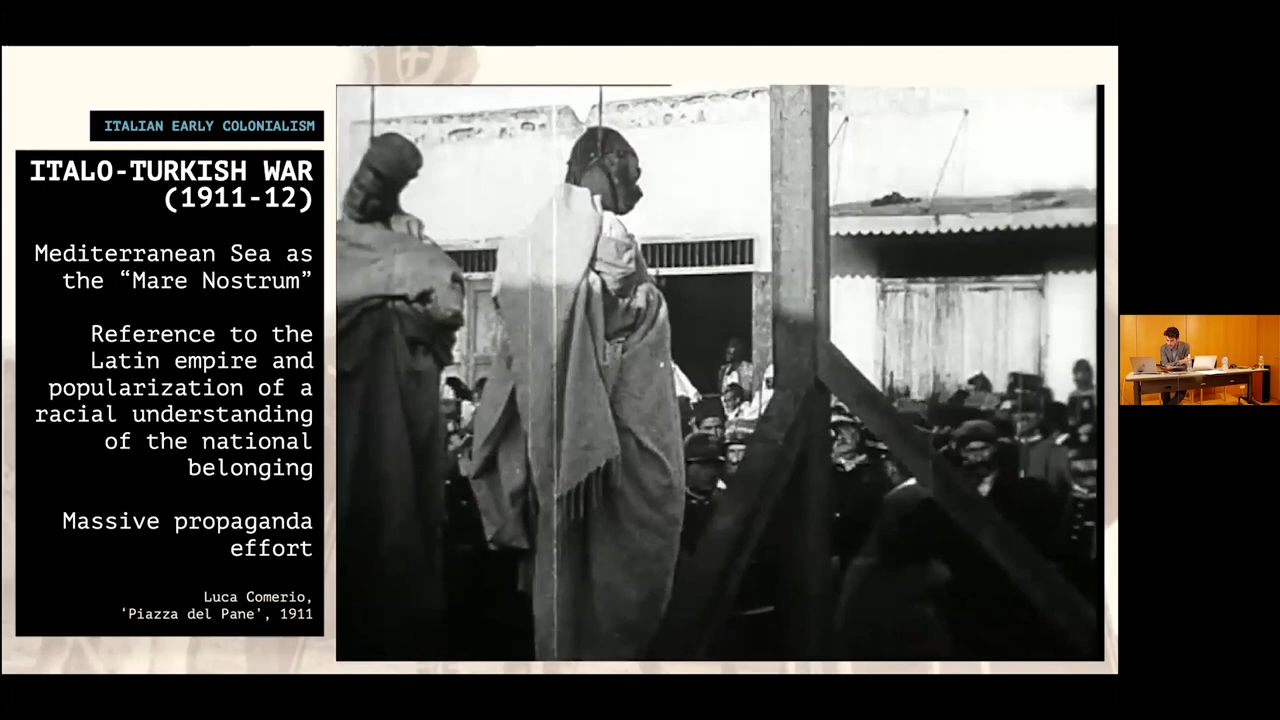 ITALIAN EARLY COLONIALISM
ITALO-TURKISH WAR
(1911-12)
Mediterranean Sea as
the “Mare Nostrum”
Reference to the
Latin empire and
popularization of a
racial understanding
of the national
belonging
Massive propaganda
effort
Luca Comerio,
‘Piazza del Pane’, 1911